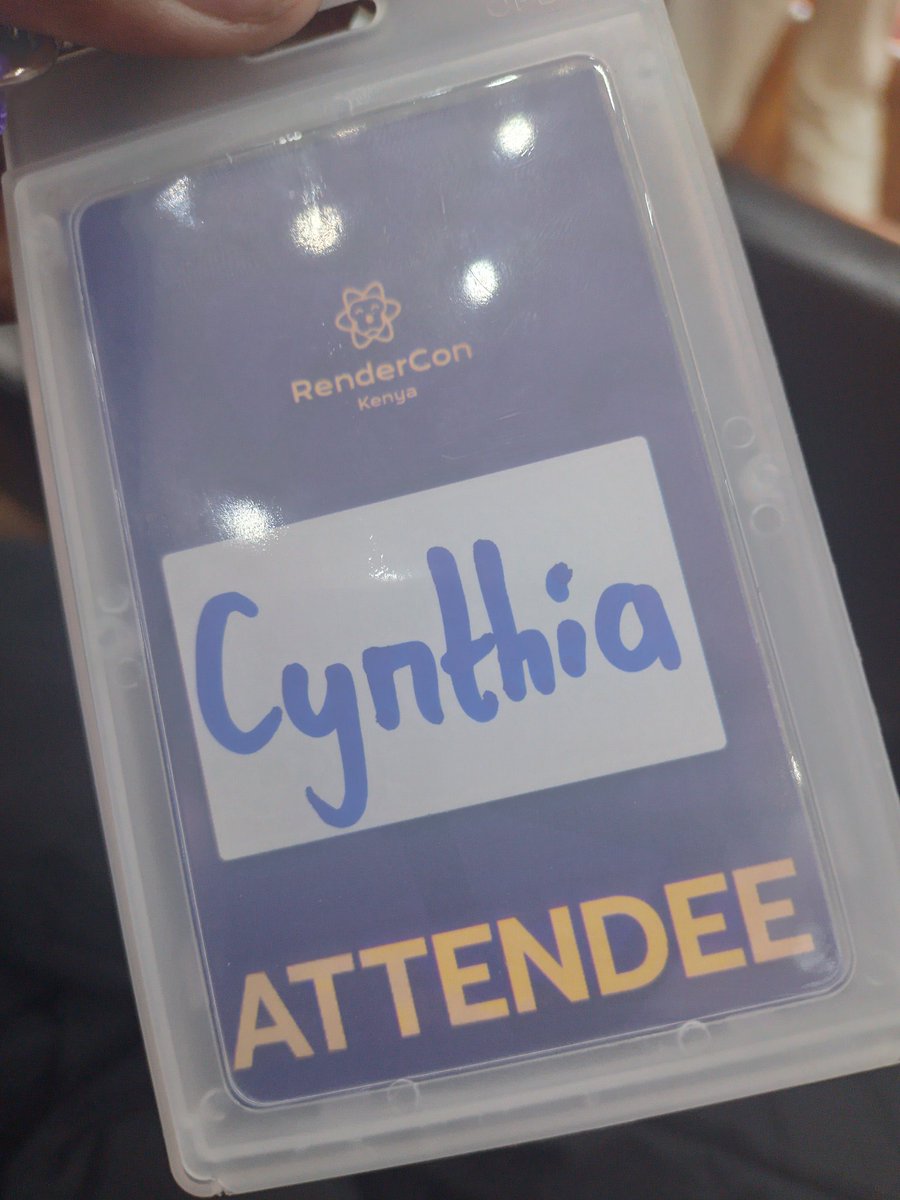 RenderCon
Kenya
Cynthia
ATTENDEE